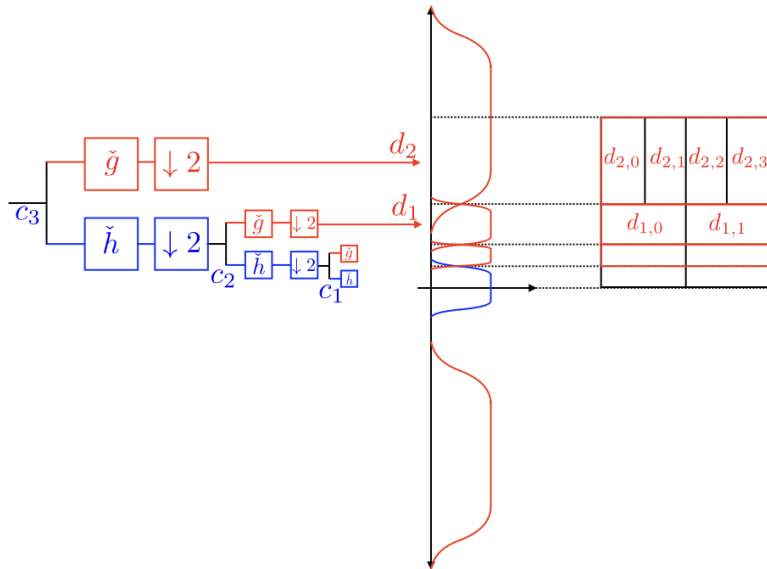 ǧ ↓ 2 d₂
c₃
ȟ ↓ 2
c₂
ǧ ↓ 2 d₁
ȟ ↓ 2
c₁
ǧ
h
d₂,₀ d₂,₁ d₂,₂ d₂,₃
d₁,₀ d₁,₁